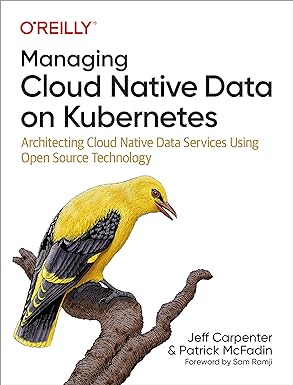 O'REILLY®
Managing
Cloud Native Data
on Kubernetes
Architecting Cloud Native Data Services Using
Open Source Technology
Jeff Carpenter
& Patrick McFadin
Foreword by Sam Ramji